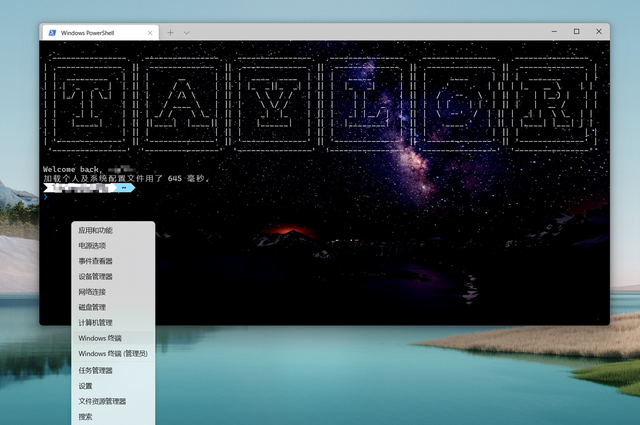 Windows PowerShell
TAYLOR
Welcome back,
加载个人及系统配置文件用了 645 毫秒。
应用和功能
电源选项
事件查看器
设备管理器
网络连接
磁盘管理
计算机管理
Windows 终端
Windows 终端 (管理员)
任务管理器
设置
文件资源管理器
搜索